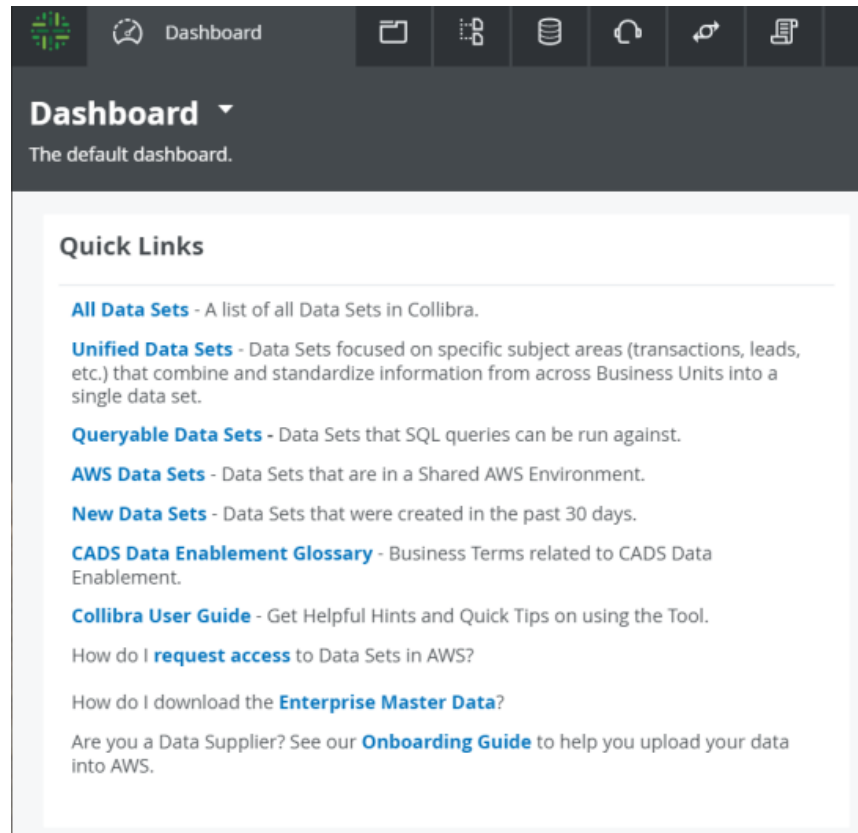 Dashboard
Dashboard
The default dashboard.
Quick Links
All Data Sets - A list of all Data Sets in Collibra.
Unified Data Sets - Data Sets focused on specific subject areas (transactions, leads,
etc.) that combine and standardize information from across Business Units into a
single data set.
Queryable Data Sets - Data Sets that SQL queries can be run against.
AWS Data Sets - Data Sets that are in a Shared AWS Environment.
New Data Sets - Data Sets that were created in the past 30 days.
CADS Data Enablement Glossary - Business Terms related to CADS Data
Enablement.
Collibra User Guide - Get Helpful Hints and Quick Tips on using the Tool.
How do I request access to Data Sets in AWS?
How do I download the Enterprise Master Data?
Are you a Data Supplier? See our Onboarding Guide to help you upload your data
into AWS.